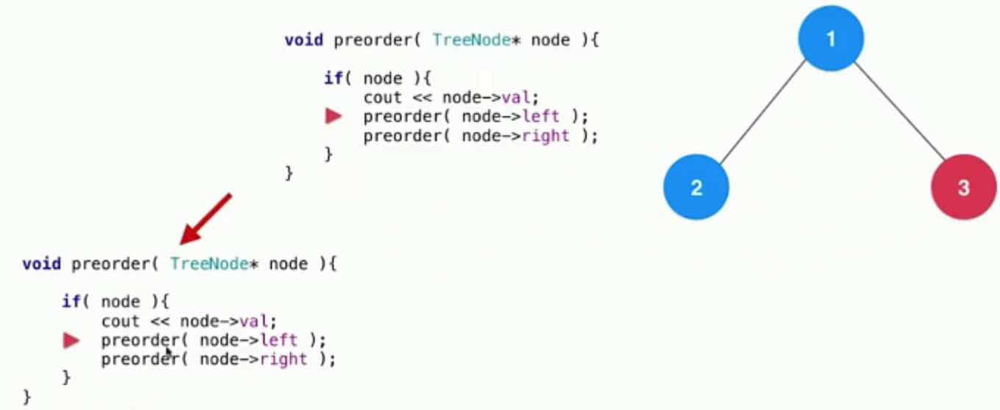 void preorder( TreeNode* node ){
if( node ){
cout << node->val;
preorder( node->left );
preorder( node->right );
}
}
1
2
3
void preorder( TreeNode* node ){
if( node ){
cout << node->val;
preorder( node->left );
preorder( node->right );
}
}